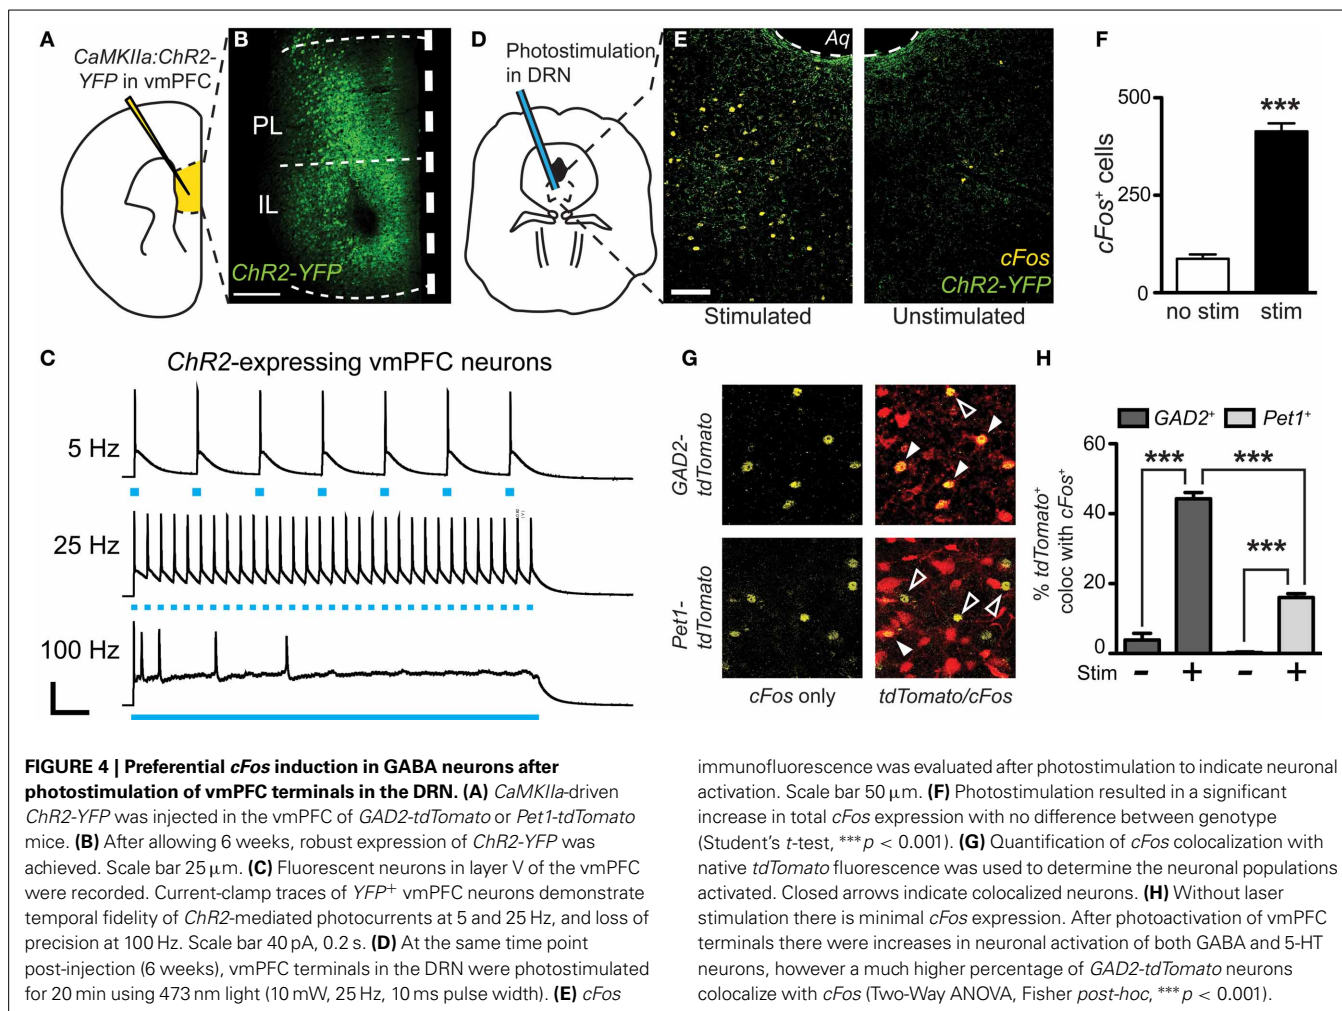 A
CaMKIIa:ChR2-
YFP in vmPFC
B
PL
IL
ChR2-YFP
D
Photostimulation
in DRN
E
Aq
cFos
ChR2-YFP
Stimulated
Unstimulated
F
cFos+ cells
500
250
0
***
no stim
stim
C
ChR2-expressing vmPFC neurons
5 Hz
25 Hz
100 Hz
G
GAD2-
tdTomato
Pet1-
tdTomato
cFos only
tdTomato/cFos
H
GAD2+
Pet1+
% tdTomato+
coloc with cFos+
60
40
20
0
***
***
***
Stim - + - +
FIGURE 4 | Preferential cFos induction in GABA neurons after
photostimulation of vmPFC terminals in the DRN. (A) CaMKIIa-driven
ChR2-YFP was injected in the vmPFC of GAD2-tdTomato or Pet1-tdTomato
mice. (B) After allowing 6 weeks, robust expression of ChR2-YFP was
achieved. Scale bar 25 μm. (C) Fluorescent neurons in layer V of the vmPFC
were recorded. Current-clamp traces of YFP+ vmPFC neurons demonstrate
temporal fidelity of ChR2-mediated photocurrents at 5 and 25 Hz, and loss of
precision at 100 Hz. Scale bar 40 pA, 0.2 s. (D) At the same time point
post-injection (6 weeks), vmPFC terminals in the DRN were photostimulated
for 20 min using 473 nm light (10 mW, 25 Hz, 10 ms pulse width). (E) cFos
immunofluorescence was evaluated after photostimulation to indicate neuronal
activation. Scale bar 50 μm. (F) Photostimulation resulted in a significant
increase in total cFos expression with no difference between genotype
(Student's t-test, ***p < 0.001). (G) Quantification of cFos colocalization with
native tdTomato fluorescence was used to determine the neuronal populations
activated. Closed arrows indicate colocalized neurons. (H) Without laser
stimulation there is minimal cFos expression. After photoactivation of vmPFC
terminals there were increases in neuronal activation of both GABA and 5-HT
neurons, however a much higher percentage of GAD2-tdTomato neurons
colocalize with cFos (Two-Way ANOVA, Fisher post-hoc, ***p < 0.001).